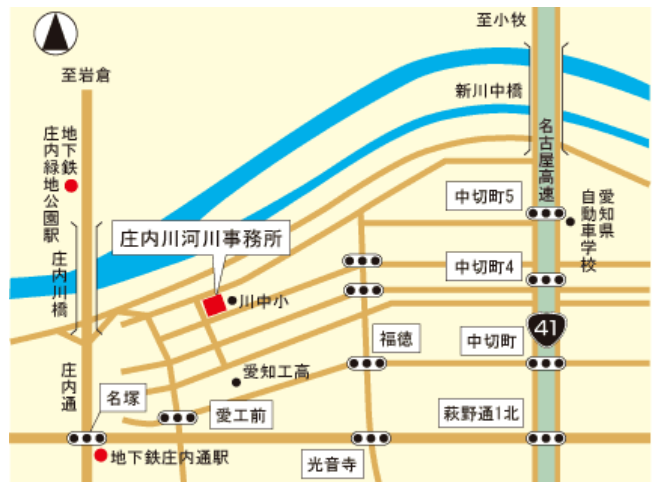 至小牧
至岩倉
新川中橋
名古屋高速
地下鉄
庄内緑地公園駅
中切町5
愛知県
自動車学校
庄内川河川事務所
庄内川橋
中切町4
川中小
41
福徳
中切町
庄内通
愛知工高
名塚
愛工前
萩野通1北
地下鉄庄内通駅
光音寺